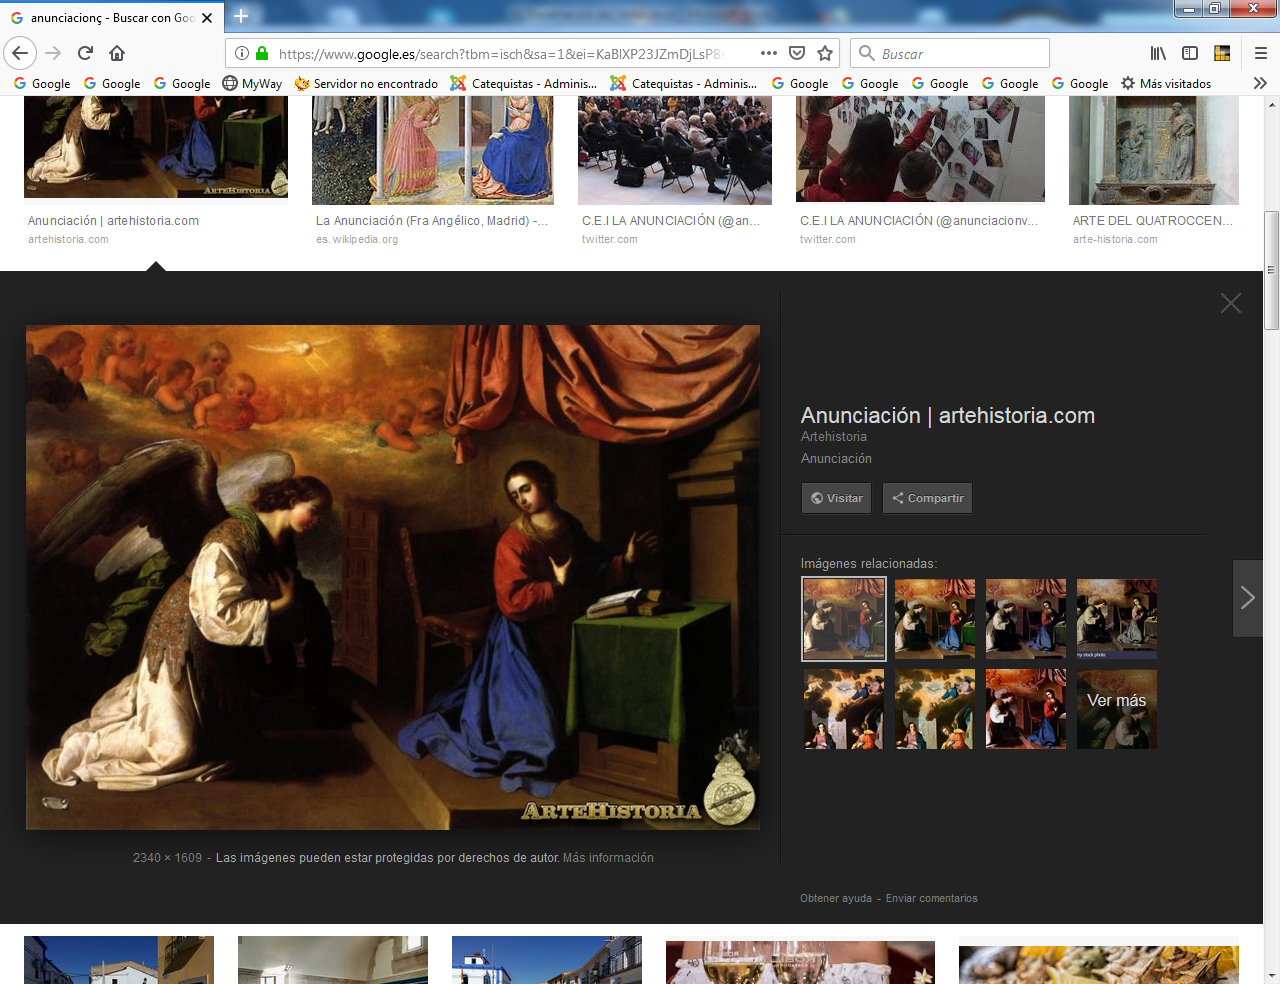 anunciacionç - Buscar con Goo
https://www.google.es/search?tbm=isch&sa=1&ei=KaBlXP23JZmDjLsP8
Buscar
Google
Google
Google
MyWay
Servidor no encontrado
Catequistas - Adminis...
Catequistas - Adminis...
Google
Google
Google
Google
Google
Más visitados
ARTEHISTORIA
Anunciación | artehistoria.com
artehistoria.com
La Anunciación (Fra Angélico, Madrid) -...
es.wikipedia.org
C.E.I LA ANUNCIACIÓN (@an...
twitter.com
C.E.I LA ANUNCIACIÓN (@anunciacionv...
twitter.com
ARTE DEL QUATROCCEN...
arte-historia.com
ARTEHISTORIA
2340 × 1609 - Las imágenes pueden estar protegidas por derechos de autor. Más información
Anunciación | artehistoria.com
Artehistoria
Anunciación
Visitar
Compartir
Imágenes relacionadas:
my stock photo
Ver más
Obtener ayuda - Enviar comentarios